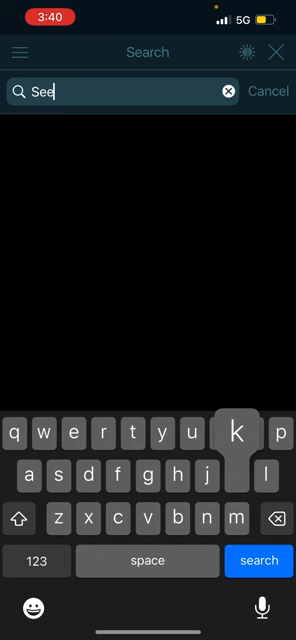 3:40
5G
Search
See
Cancel
q w e r t y u k p
a s d f g h j l
z x c v b n m
123 space search